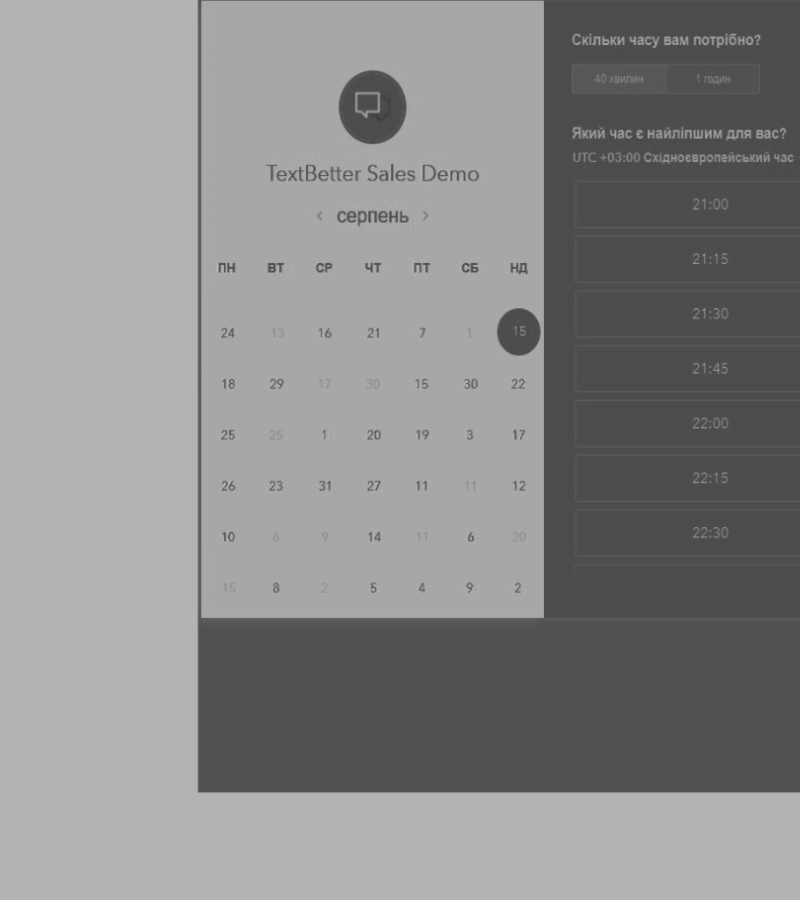 TextBetter Sales Demo
‹ серпень ›
ПН ВТ СР ЧТ ПТ СБ НД
24 13 16 21 7 1 15
18 29 17 30 15 30 22
25 25 1 20 19 3 17
26 23 31 27 11 11 12
10 6 9 14 11 6 20
15 8 2 5 4 9 2
Скільки часу вам потрібно?
40 хвилин 1 годин
Який час є найліпшим для вас?
UTC +03:00 Східноєвропейський час
21:00
21:15
21:30
21:45
22:00
22:15
22:30